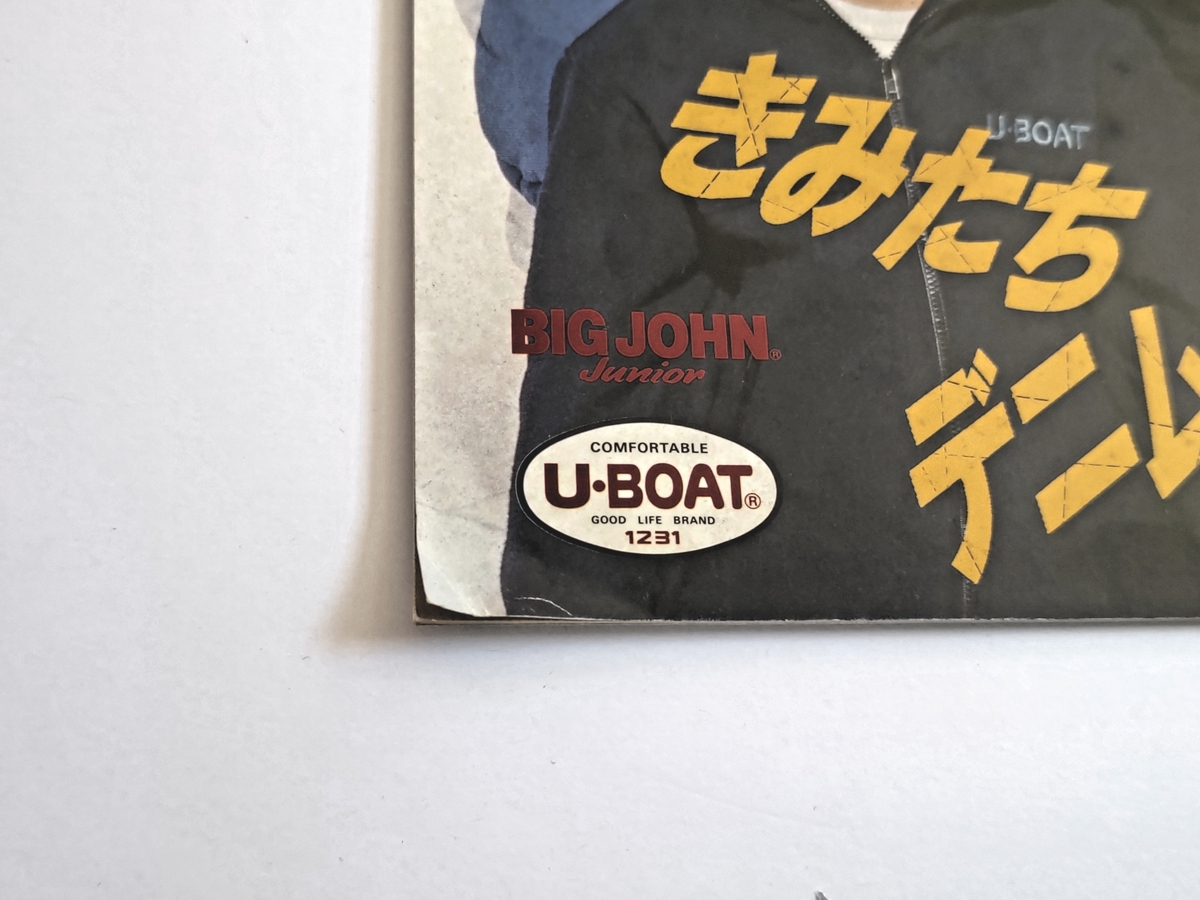 U·BOAT
きみたち
デニ
BIG JOHN®
Junior
COMFORTABLE
U·BOAT®
GOOD LIFE BRAND
1231